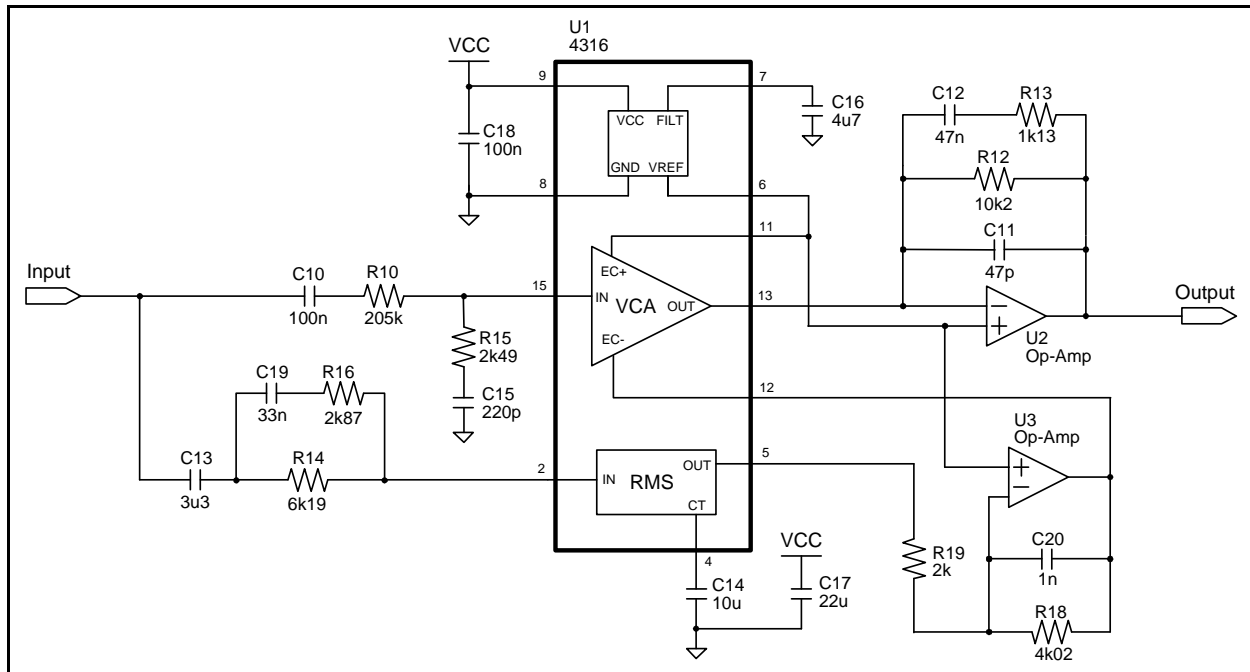 U1
4316
VCC
9
7
C16
4u7
C12
47n
R13
1k13
VCC
FILT
C18
100n
GND
VREF
8
6
R12
10k2
11
C11
47p
Input
C10
100n
R10
205k
15
EC+
IN
VCA
OUT
13
EC-
−
+
U2
Op-Amp
Output
R15
2k49
C15
220p
12
C19
33n
R16
2k87
U3
Op-Amp
+
−
C13
3u3
R14
6k19
2
IN
RMS
OUT
5
CT
4
R19
2k
C20
1n
VCC
C14
10u
C17
22u
R18
4k02